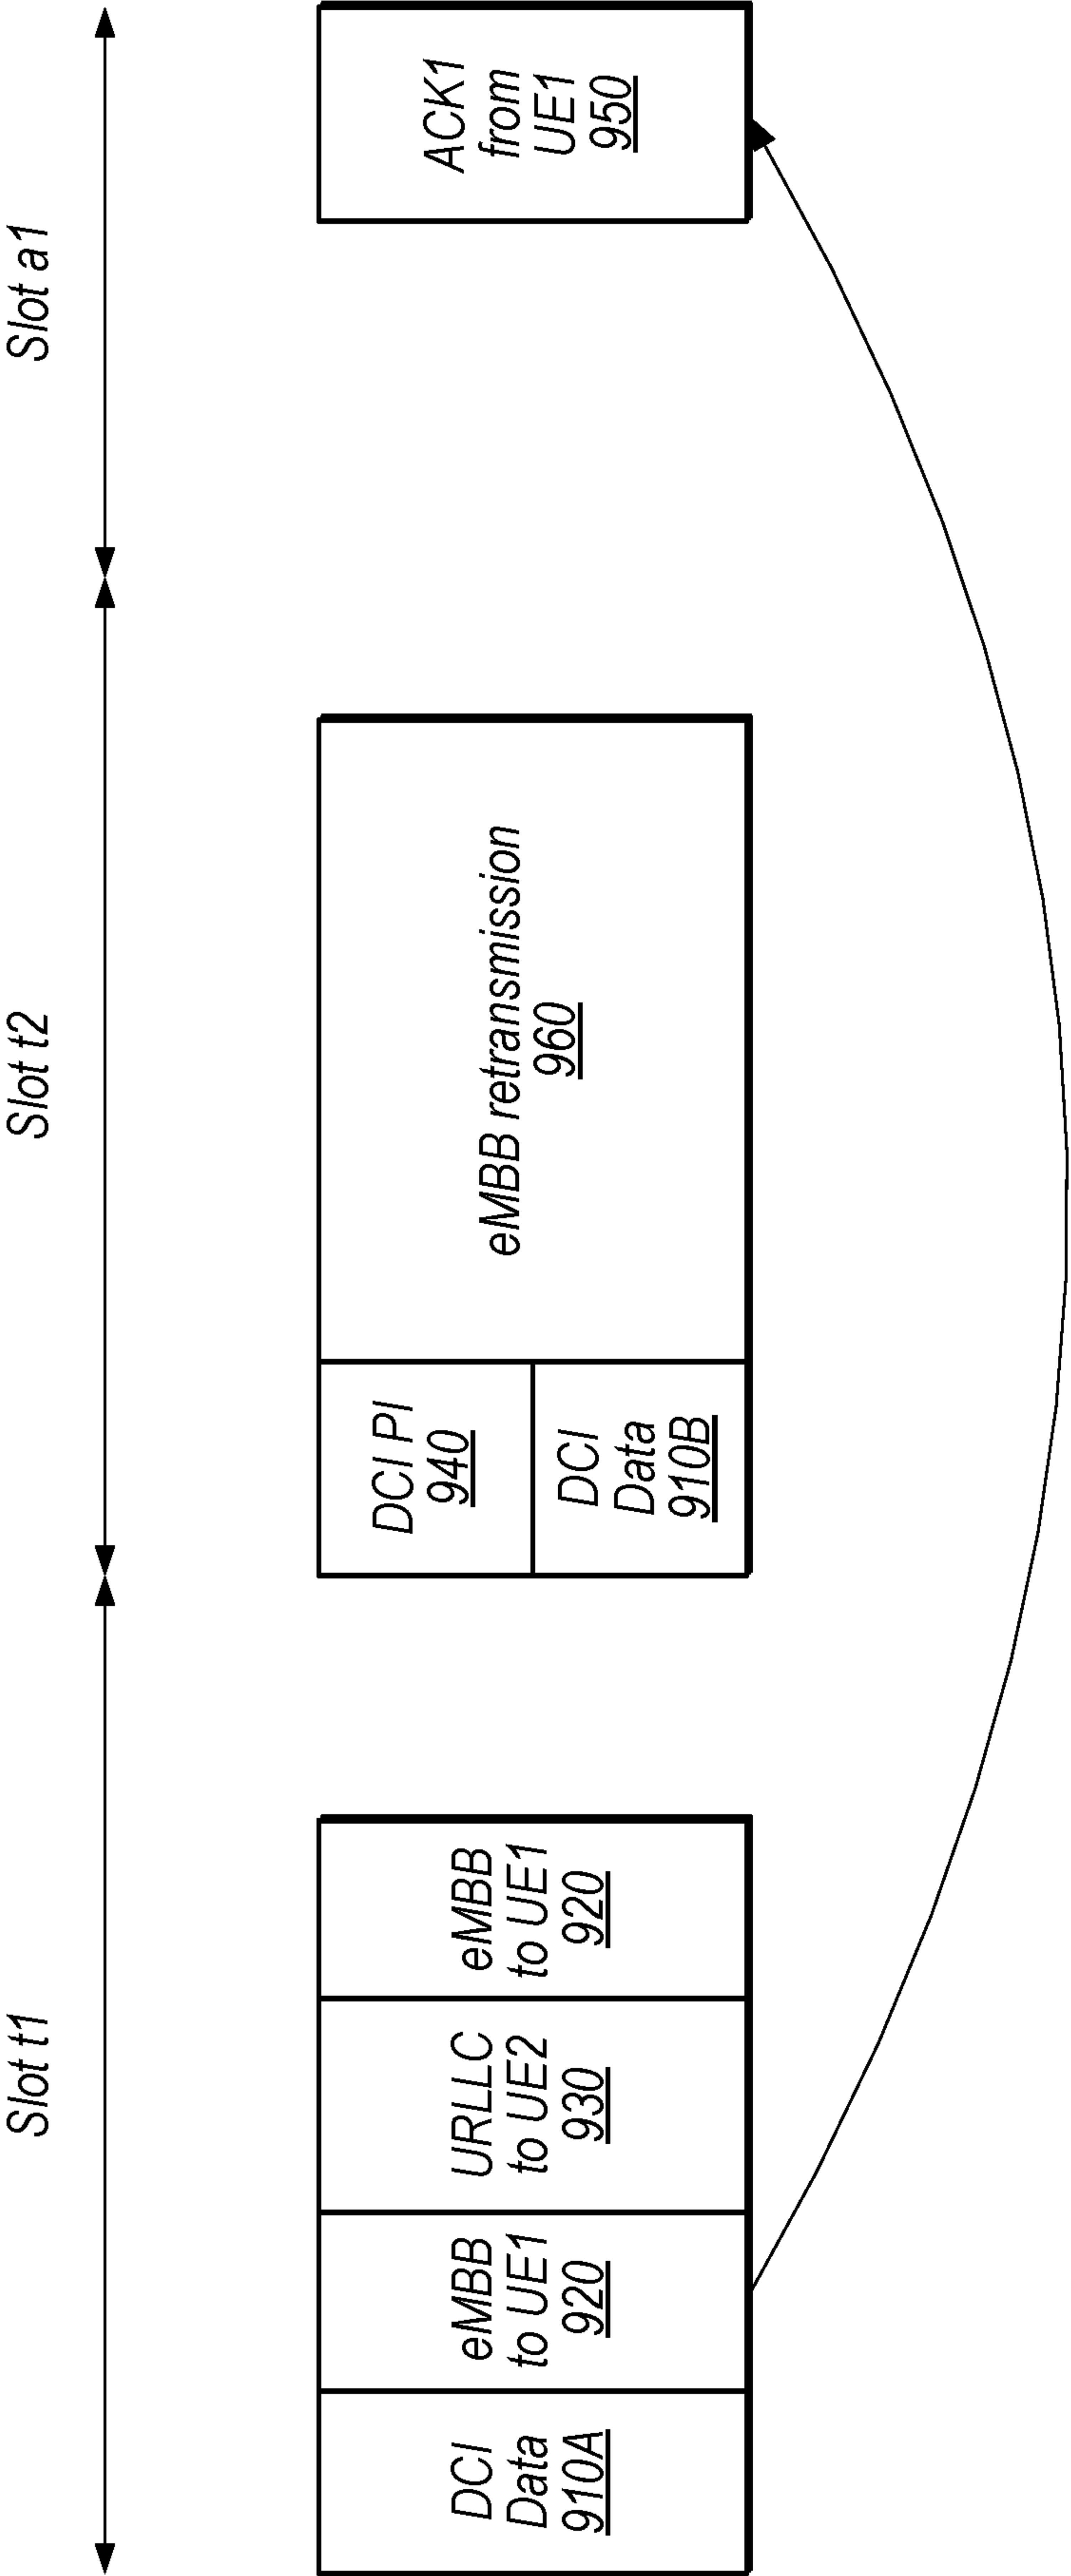 Slot t1
Slot t2
Slot a1
DCI
Data
910A
eMBB
to UE1
920
URLLC
to UE2
930
eMBB
to UE1
920
DCI PI
940
DCI
Data
910B
eMBB retransmission
960
ACK1
from
UE1
950